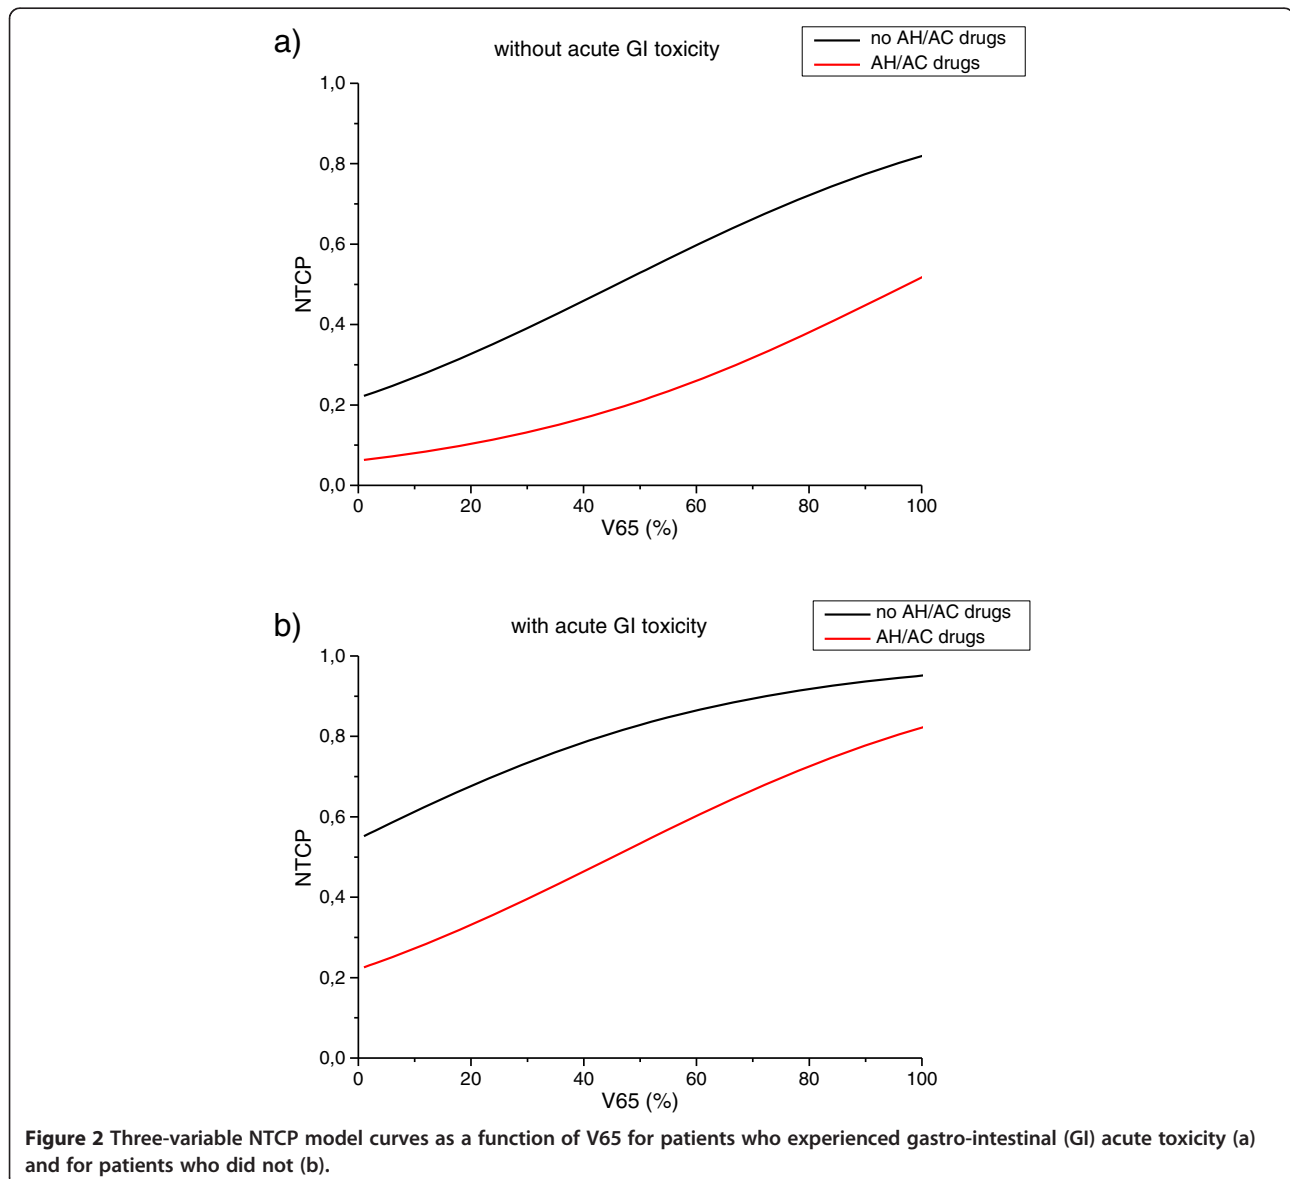 a)
without acute GI toxicity
no AH/AC drugs
AH/AC drugs
1,0
0,8
0,6
0,4
0,2
0,0
NTCP
0 20 40 60 80 100
V65 (%)
b)
with acute GI toxicity
no AH/AC drugs
AH/AC drugs
1,0
0,8
0,6
0,4
0,2
0,0
NTCP
0 20 40 60 80 100
V65 (%)
Figure 2 Three-variable NTCP model curves as a function of V65 for patients who experienced gastro-intestinal (GI) acute toxicity (a)
and for patients who did not (b).